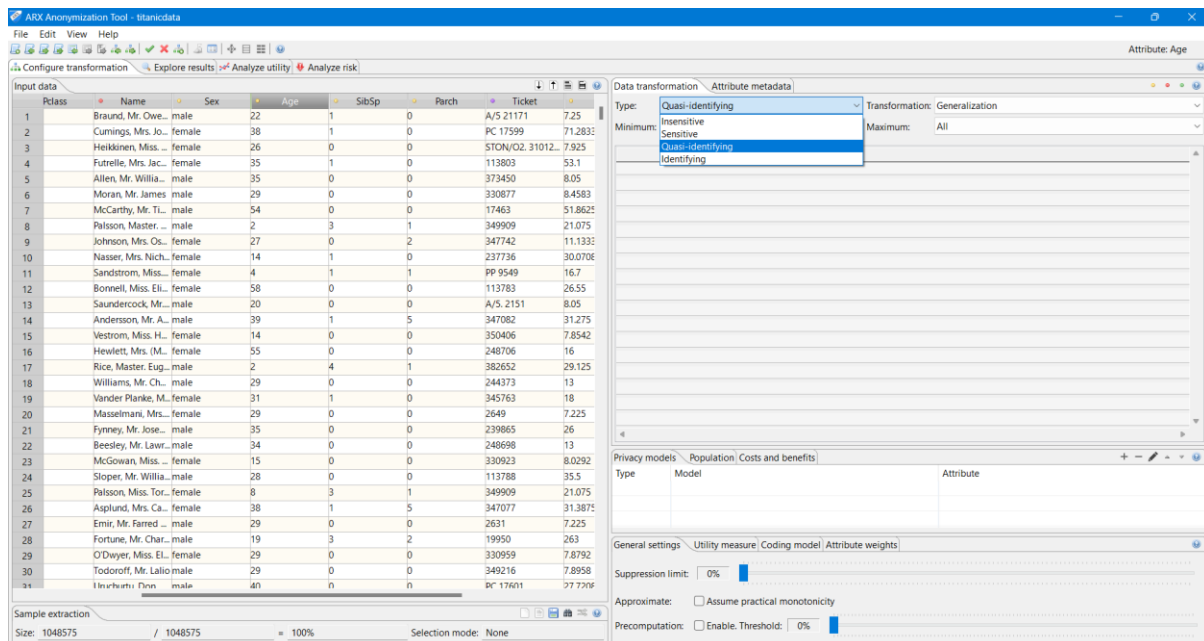 ARX Anonymization Tool - titanicdata
File Edit View Help
Attribute: Age
Configure transformation Explore results Analyze utility Analyze risk
Input data
Pclass Name Sex Age SibSp Parch Ticket
1 Braund, Mr. Owe... male 22 1 0 A/5 21171 7.25
2 Cumings, Mrs. Jo... female 38 1 0 PC 17599 71.2833
3 Heikkinen, Miss. ... female 26 0 0 STON/O2. 31012... 7.925
4 Futrelle, Mrs. Jac... female 35 1 0 113803 53.1
5 Allen, Mr. Willia... male 35 0 0 373450 8.05
6 Moran, Mr. James male 29 0 0 330877 8.4583
7 McCarthy, Mr. Ti... male 54 0 0 17463 51.8625
8 Palsson, Master. ... male 2 3 1 349909 21.075
9 Johnson, Mrs. Os... female 27 0 2 347742 11.1333
10 Nasser, Mrs. Nich... female 14 1 0 237736 30.0708
11 Sandstrom, Miss.... female 4 1 1 PP 9549 16.7
12 Bonnell, Miss. Eli... female 58 0 0 113783 26.55
13 Saundercock, Mr.... male 20 0 0 A/5. 2151 8.05
14 Andersson, Mr. A... male 39 1 5 347082 31.275
15 Vestrom, Miss. H... female 14 0 0 350406 7.8542
16 Hewlett, Mrs. (M... female 55 0 0 248706 16
17 Rice, Master. Eug... male 2 4 1 382652 29.125
18 Williams, Mr. Ch... male 29 0 0 244373 13
19 Vander Planke, M... female 31 1 0 345763 18
20 Masselmani, Mrs.... female 29 0 0 2649 7.225
21 Fynney, Mr. Jose... male 35 0 0 239865 26
22 Beesley, Mr. Lawr... male 34 0 0 248698 13
23 McGowan, Miss. ... female 15 0 0 330923 8.0292
24 Sloper, Mr. Willia... male 28 0 0 113788 35.5
25 Palsson, Miss. Tor... female 8 3 1 349909 21.075
26 Asplund, Mrs. Ca... female 38 1 5 347077 31.3875
27 Emir, Mr. Farred ... male 29 0 0 2631 7.225
28 Fortune, Mr. Char... male 19 3 2 19950 263
29 O'Dwyer, Miss. El... female 29 0 0 330959 7.8792
30 Todoroff, Mr. Lalio male 29 0 0 349216 7.8958
31 Uruchurtu, Don. male 40 0 0 PC 17601 27.7208
Sample extraction
Size: 1048575 / 1048575 = 100% Selection mode: None
Data transformation Attribute metadata
Type: Quasi-identifying Transformation: Generalization
Insensitive
Minimum: Sensitive Maximum: All
Quasi-identifying
Identifying
Privacy models Population Costs and benefits
Type Model Attribute
General settings Utility measure Coding model Attribute weights
Suppression limit: 0%
Approximate: Assume practical monotonicity
Precomputation: Enable. Threshold: 0%